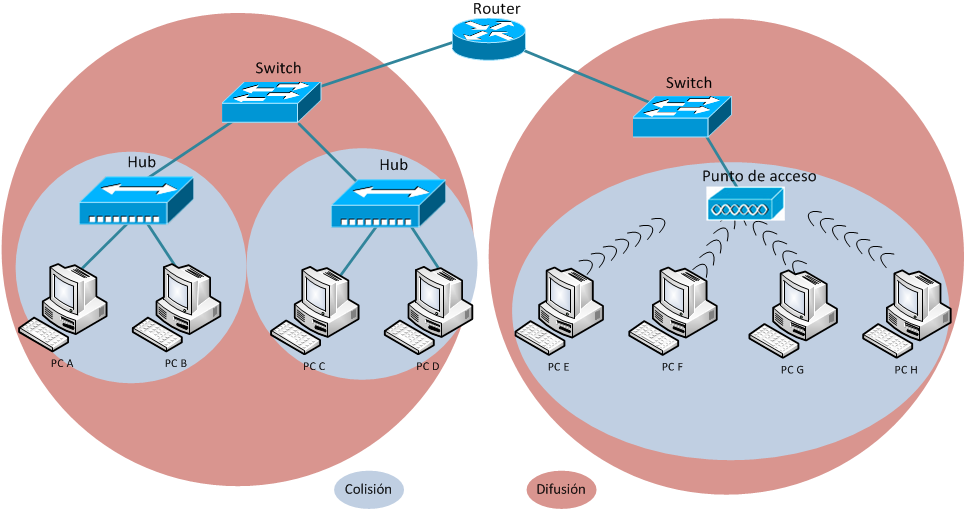 Router
Switch
Switch
Hub
Hub
Punto de acceso
PC A
PC B
PC C
PC D
PC E
PC F
PC G
PC H
Colisión
Difusión